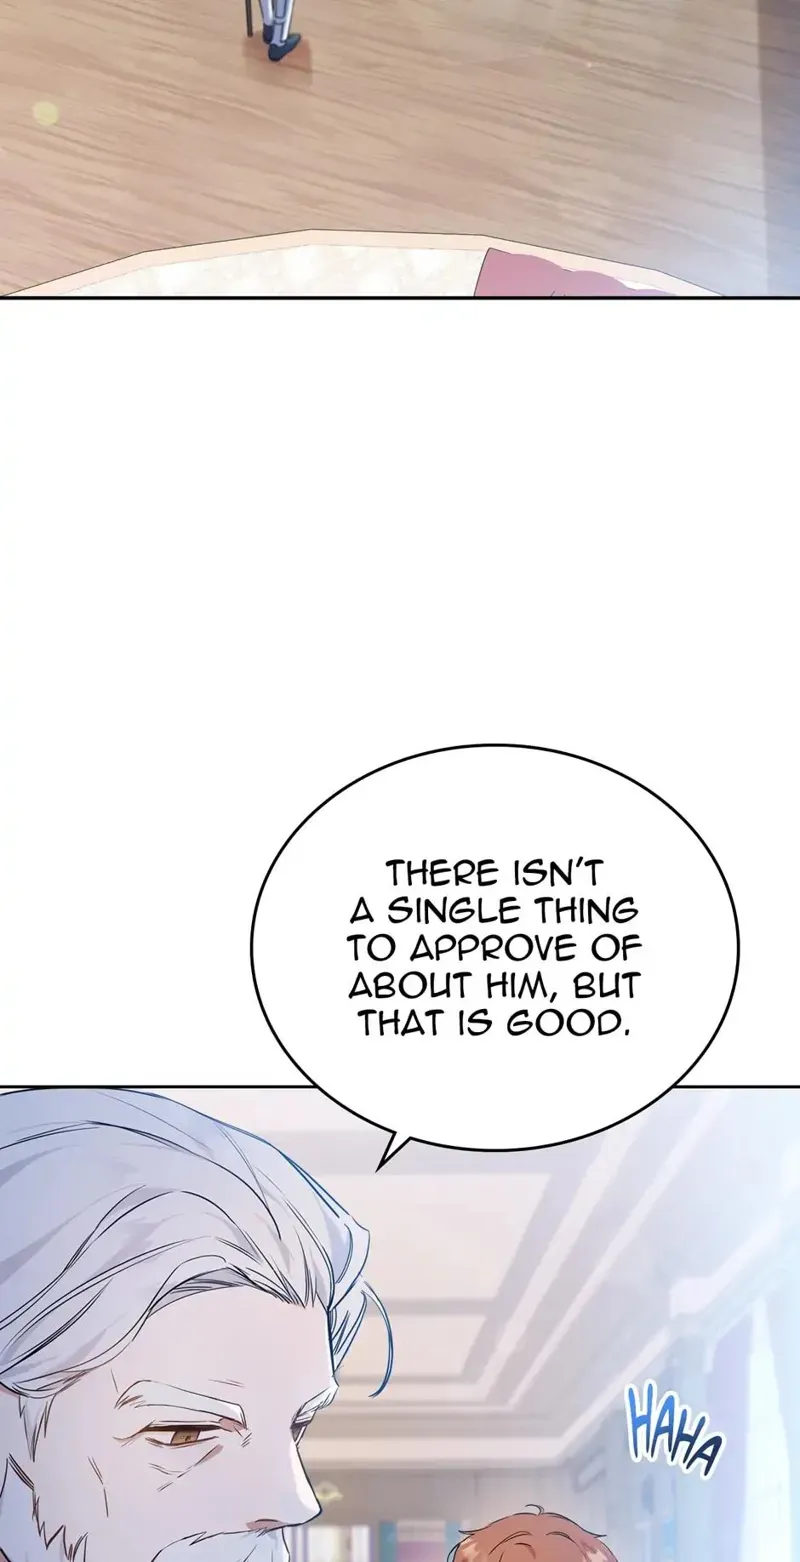 THERE ISN'T
A SINGLE THING
TO APPROVE OF
ABOUT HIM, BUT
THAT IS GOOD.
HAHA